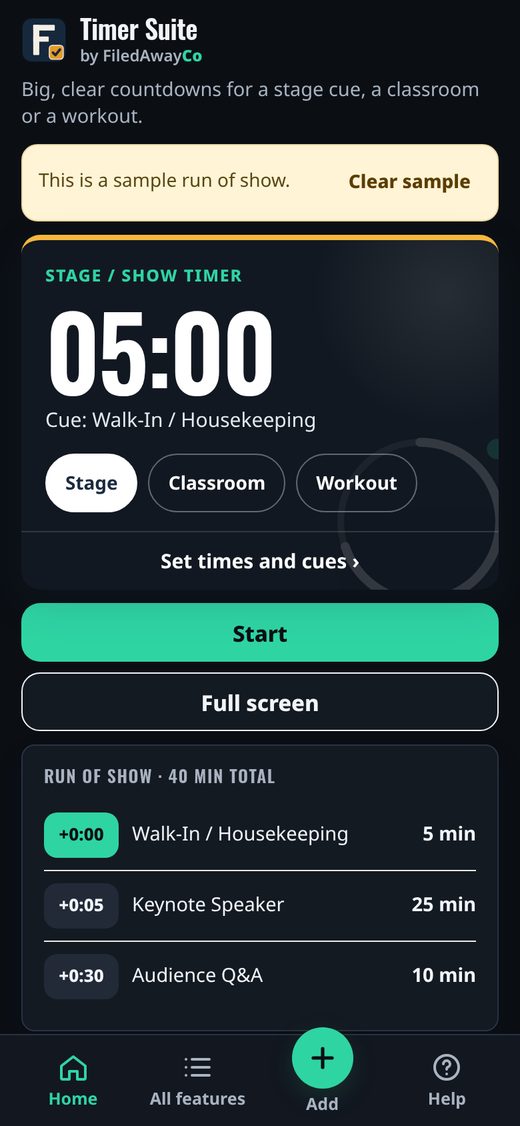 F
Timer Suite
by FiledAwayCo
Big, clear countdowns for a stage cue, a classroom
or a workout.
This is a sample run of show.
Clear sample
STAGE / SHOW TIMER
05:00
Cue: Walk-In / Housekeeping
Stage
Classroom
Workout
Set times and cues ›
Start
Full screen
RUN OF SHOW · 40 MIN TOTAL
+0:00 Walk-In / Housekeeping 5 min
+0:05 Keynote Speaker 25 min
+0:30 Audience Q&A 10 min
Home
All features
Add
Help